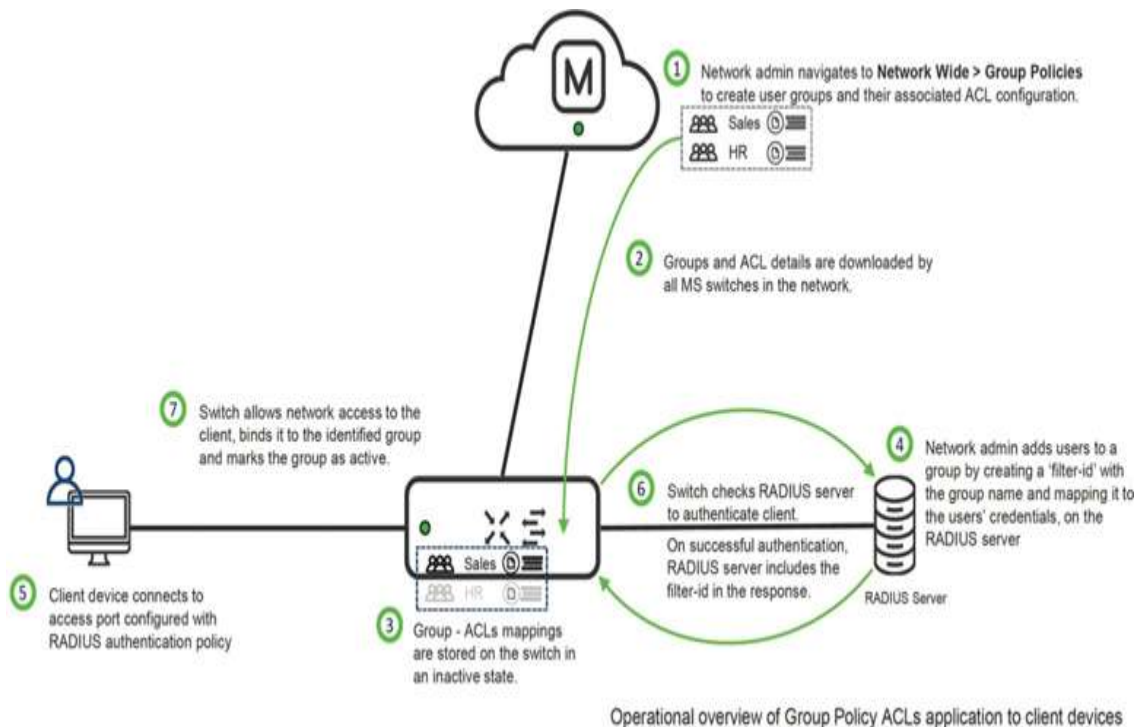 M
1 Network admin navigates to Network Wide > Group Policies
to create user groups and their associated ACL configuration.
Sales
HR
2 Groups and ACL details are downloaded by
all MS switches in the network.
7 Switch allows network access to the
client, binds it to the identified group
and marks the group as active.
4 Network admin adds users to a
group by creating a 'filter-id' with
the group name and mapping it to
the users' credentials, on the
RADIUS server
6 Switch checks RADIUS server
to authenticate client.
On successful authentication,
RADIUS server includes the
filter-id in the response.
RADIUS Server
Sales
HR
5 Client device connects to
access port configured with
RADIUS authentication policy
3 Group - ACLs mappings
are stored on the switch in
an inactive state.
Operational overview of Group Policy ACLs application to client devices